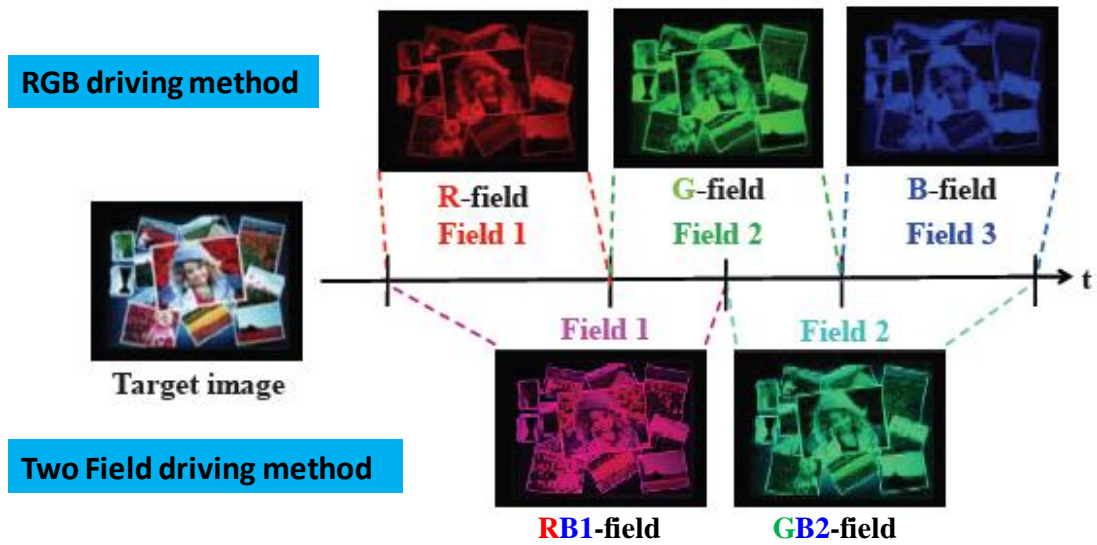 RGB driving method
R-field
Field 1
G-field
Field 2
B-field
Field 3
t
Target image
Field 1
Field 2
Two Field driving method
RB1-field
GB2-field